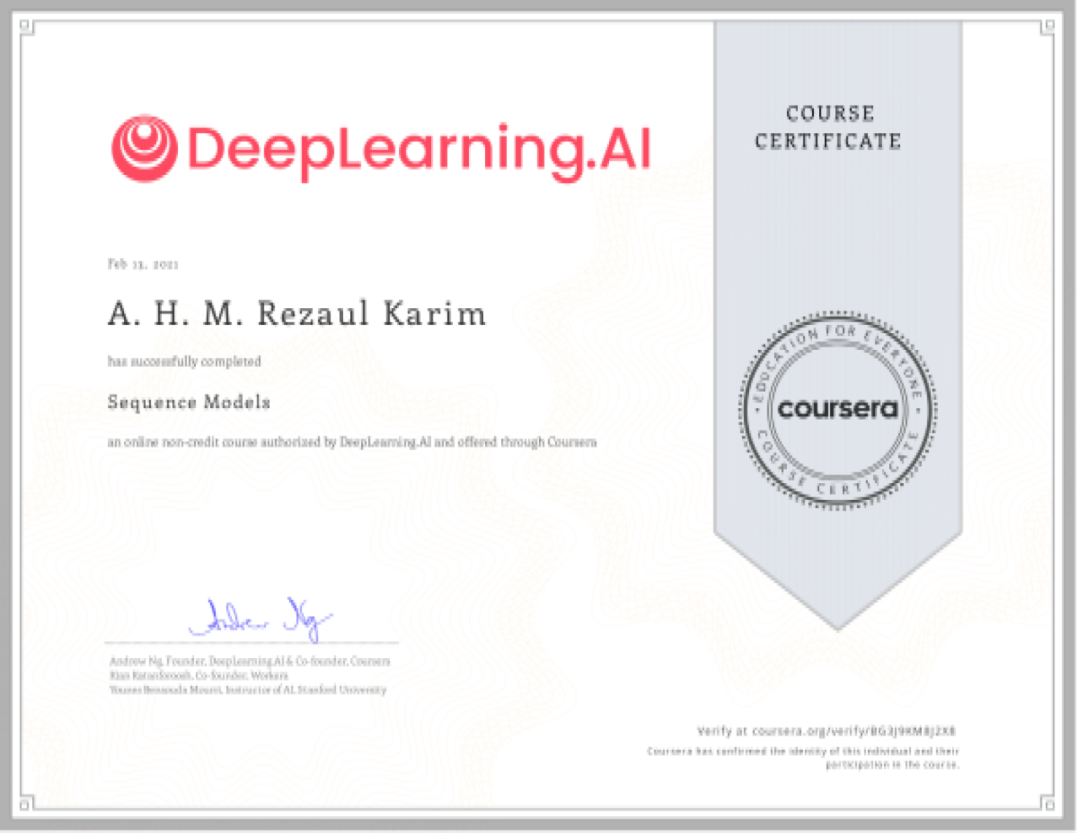 DeepLearning.AI
COURSE
CERTIFICATE
Feb 2021
A. H. M. Rezaul Karim
has successfully completed
Sequence Models
an online non-credit course authorized by DeepLearning.AI and offered through Coursera
EDUCATION FOR EVERYONE
coursera
COURSE CERTIFICATE
Andrew Ng
Andrew Ng, Founder, DeepLearning.AI & Co-founder, Coursera
Kian Katanforoosh, Co-founder, Workera
Younes Bensouda Mourri, Instructor of AI, Stanford University
Verify at coursera.org/verify/
Coursera has confirmed the identity of this individual and their
participation in the course.